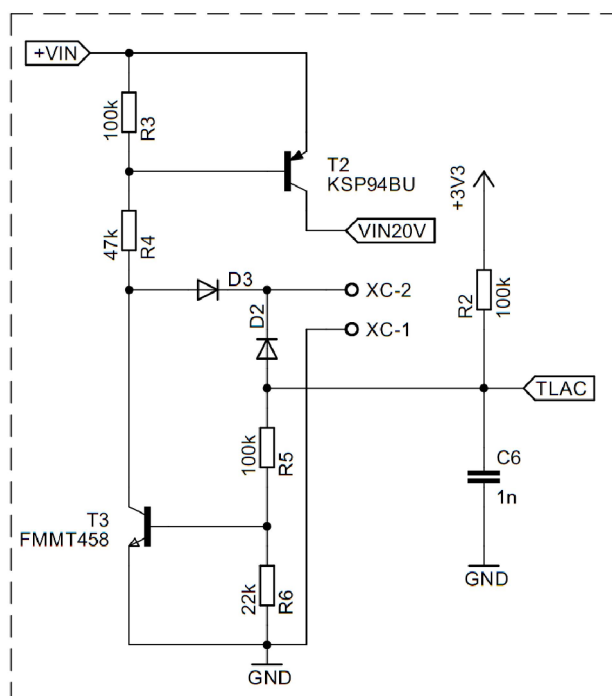 +VIN
100k
R3
T2
KSP94BU
+3V3
VIN20V
47k
R4
D3
XC-2
R2
100k
D2
XC-1
TLAC
100k
R5
C6
1n
T3
FMMT458
22k
R6
GND
GND